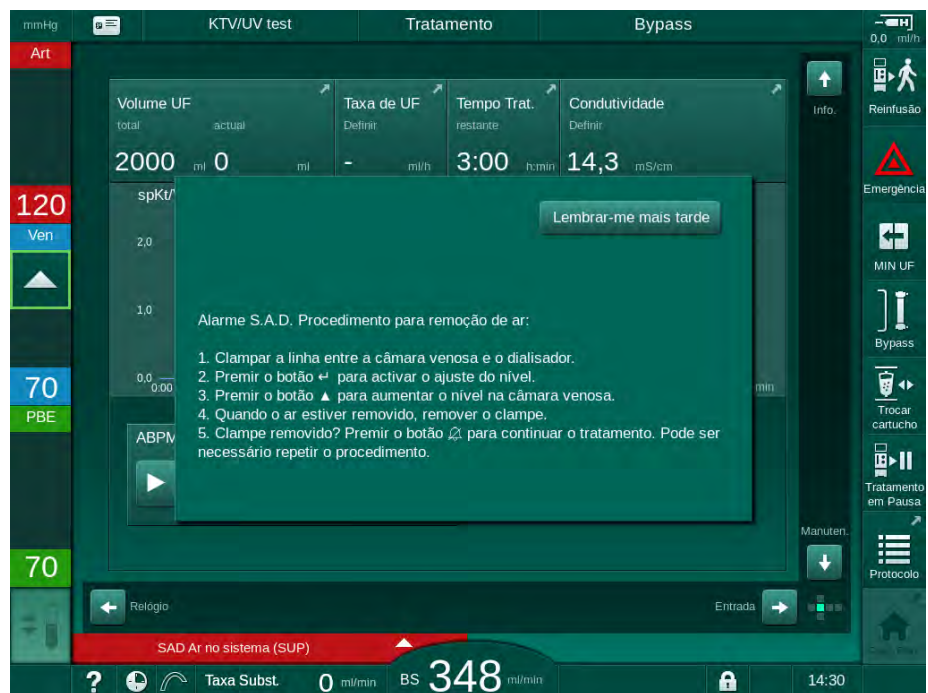 mmHg
KTV/UV test
Tratamento
Bypass
0,0 ml/h
Art
Volume UF
total actual
2000 ml 0 ml
Taxa de UF
Definir
- ml/h
Tempo Trat.
restante
3:00 h:min
Condutividade
Definir
14,3 mS/cm
Info.
Reinfusão
Emergência
120
Ven
spKt/
2,0
1,0
0,0
0:00
min
Lembrar-me mais tarde
Alarme S.A.D. Procedimento para remoção de ar:
1. Clampar a linha entre a câmara venosa e o dialisador.
2. Premir o botão ↵ para activar o ajuste do nível.
3. Premir o botão ▲ para aumentar o nível na câmara venosa.
4. Quando o ar estiver removido, remover o clampe.
5. Clampe removido? Premir o botão para continuar o tratamento. Pode ser
necessário repetir o procedimento.
MIN UF
Bypass
70
PBE
ABPM
Trocar
cartucho
Tratamento
em Pausa
Manuten.
70
Protocolo
Relógio
Entrada
SAD Ar no sistema (SUP)
? Taxa Subst. 0 ml/min BS 348 ml/min 14:30